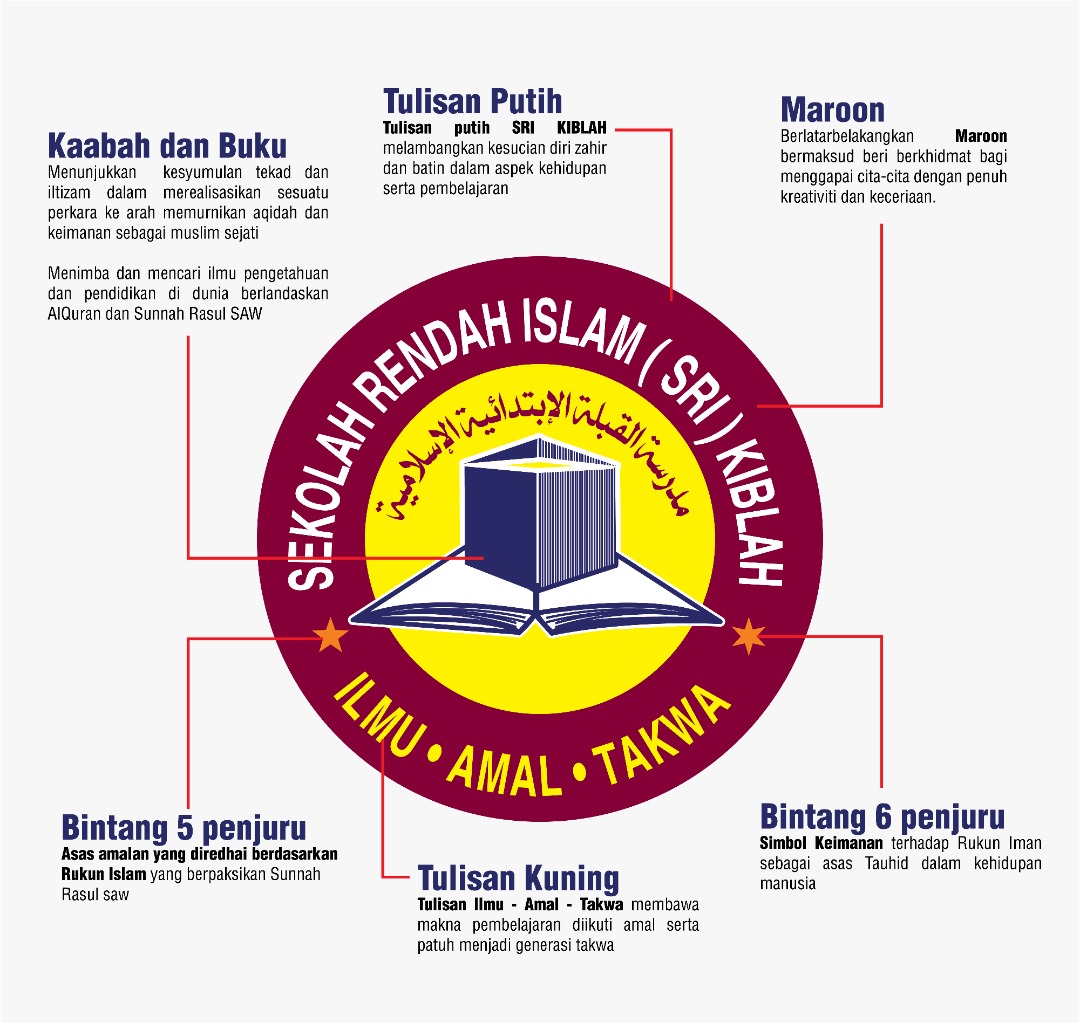 Tulisan Putih
Tulisan putih SRI KIBLAH
melambangkan kesucian diri zahir
dan batin dalam aspek kehidupan
serta pembelajaran
Maroon
Berlatarbelakangkan Maroon
bermaksud beri berkhidmat bagi
menggapai cita-cita dengan penuh
kreativiti dan keceriaan.
Kaabah dan Buku
Menunjukkan kesyumulan tekad dan
iltizam dalam merealisasikan sesuatu
perkara ke arah memurnikan aqidah dan
keimanan sebagai muslim sejati
Menimba dan mencari ilmu pengetahuan
dan pendidikan di dunia berlandaskan
AlQuran dan Sunnah Rasul SAW
SEKOLAH RENDAH ISLAM ( SRI ) KIBLAH
مدرسة القبلة الإبتدائية الإسلامية
ILMU • AMAL • TAKWA
Bintang 5 penjuru
Asas amalan yang diredhai berdasarkan
Rukun Islam yang berpaksikan Sunnah
Rasul saw
Tulisan Kuning
Tulisan Ilmu - Amal - Takwa membawa
makna pembelajaran diikuti amal serta
patuh menjadi generasi takwa
Bintang 6 penjuru
Simbol Keimanan terhadap Rukun Iman
sebagai asas Tauhid dalam kehidupan
manusia